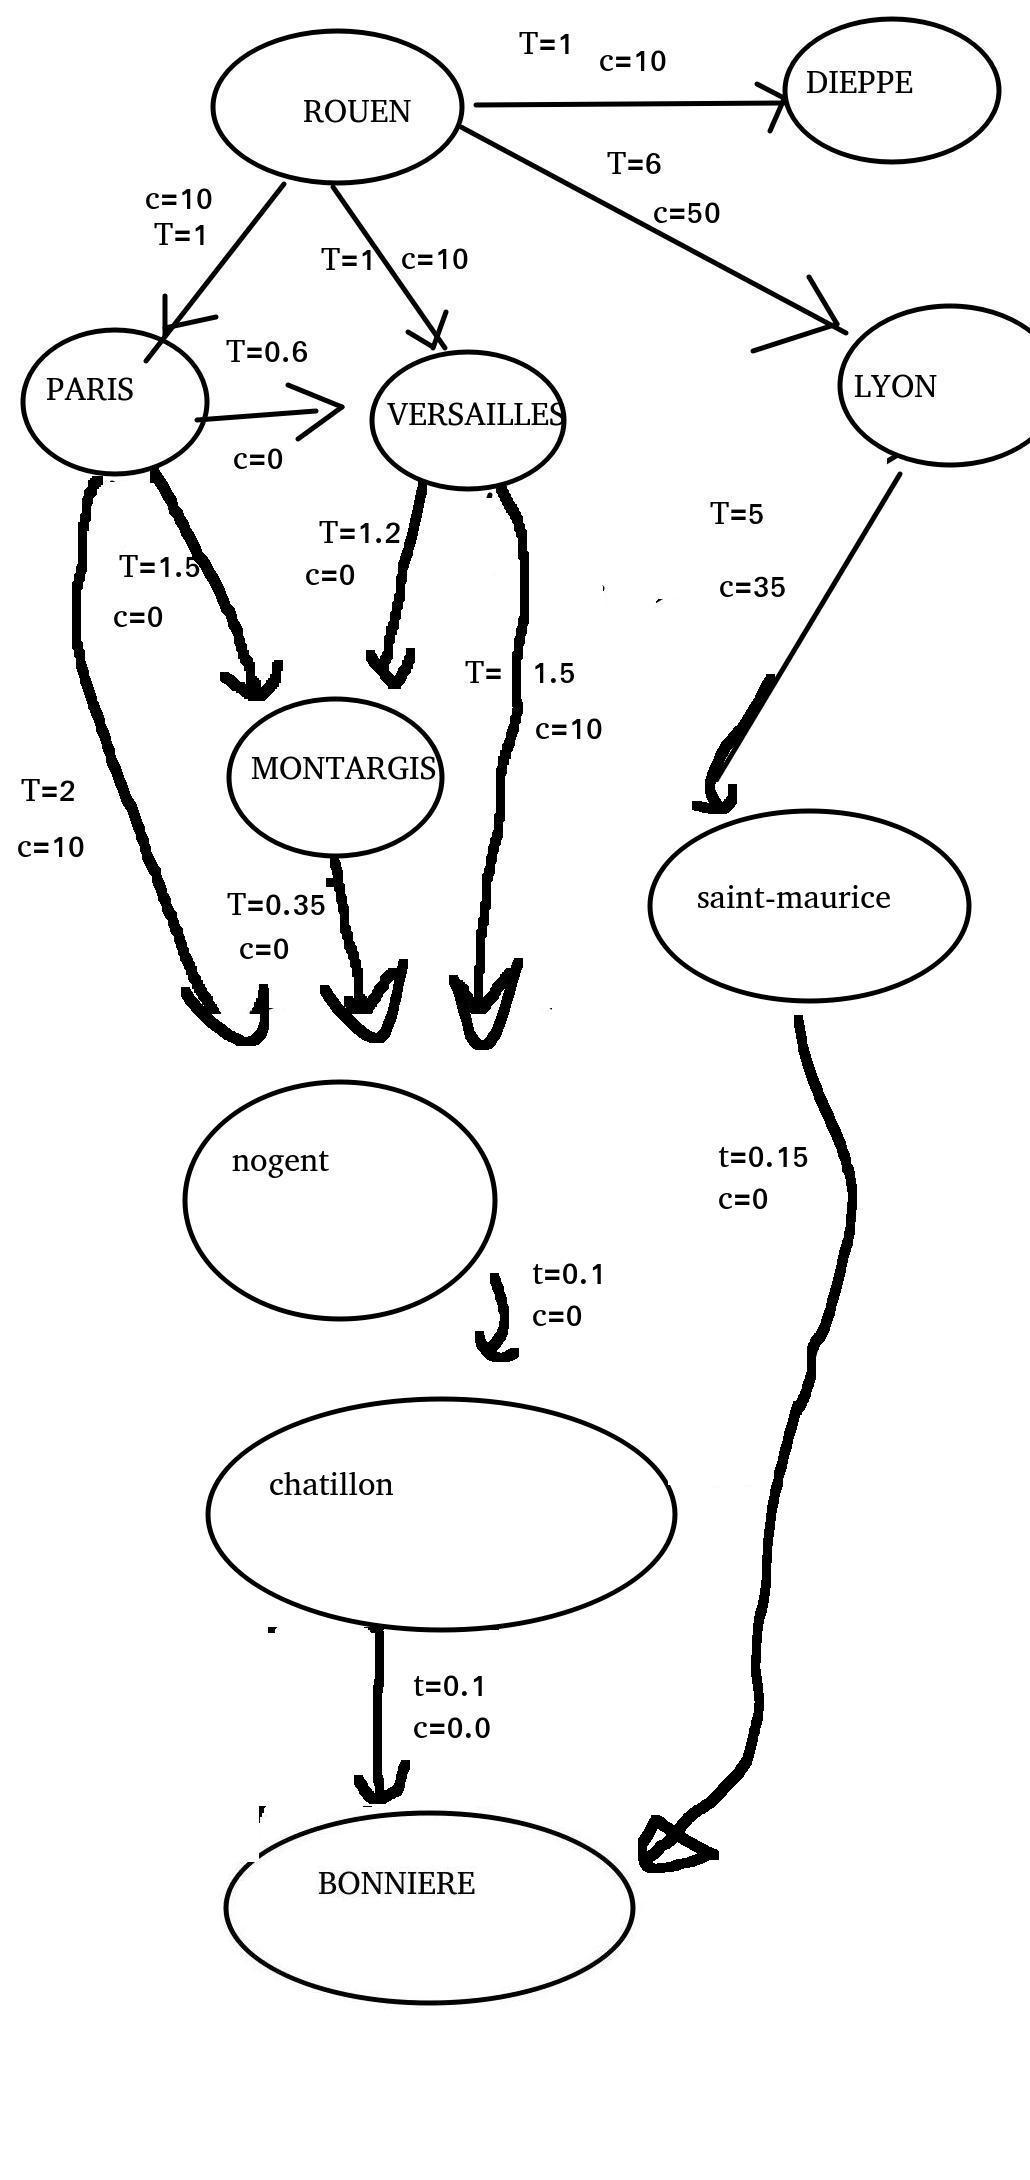 T=1
c=10
ROUEN
DIEPPE
T=6
c=50
c=10
T=1
T=1
c=10
T=0.6
PARIS
VERSAILLES
LYON
c=0
T=1.5
c=0
T=1.2
c=0
T=5
c=35
T= 1.5
c=10
MONTARGIS
T=2
c=10
T=0.35
c=0
saint-maurice
nogent
t=0.15
c=0
t=0.1
c=0
chatillon
t=0.1
c=0.0
BONNIERE